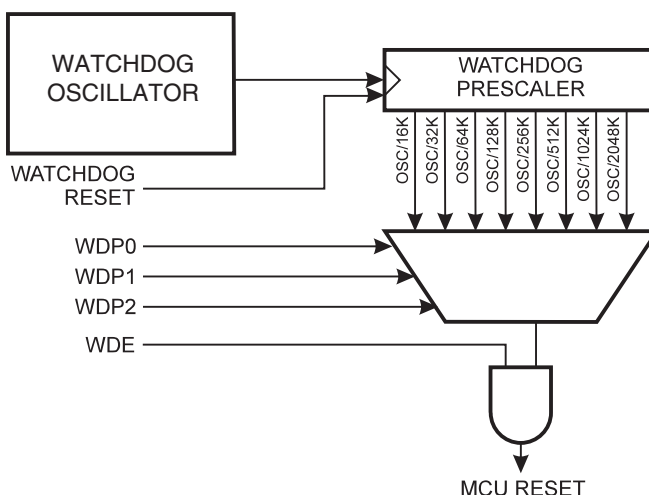 WATCHDOG
OSCILLATOR
WATCHDOG
PRESCALER
OSC/16K
OSC/32K
OSC/64K
OSC/128K
OSC/256K
OSC/512K
OSC/1024K
OSC/2048K
WATCHDOG
RESET
WDP0
WDP1
WDP2
WDE
MCU RESET